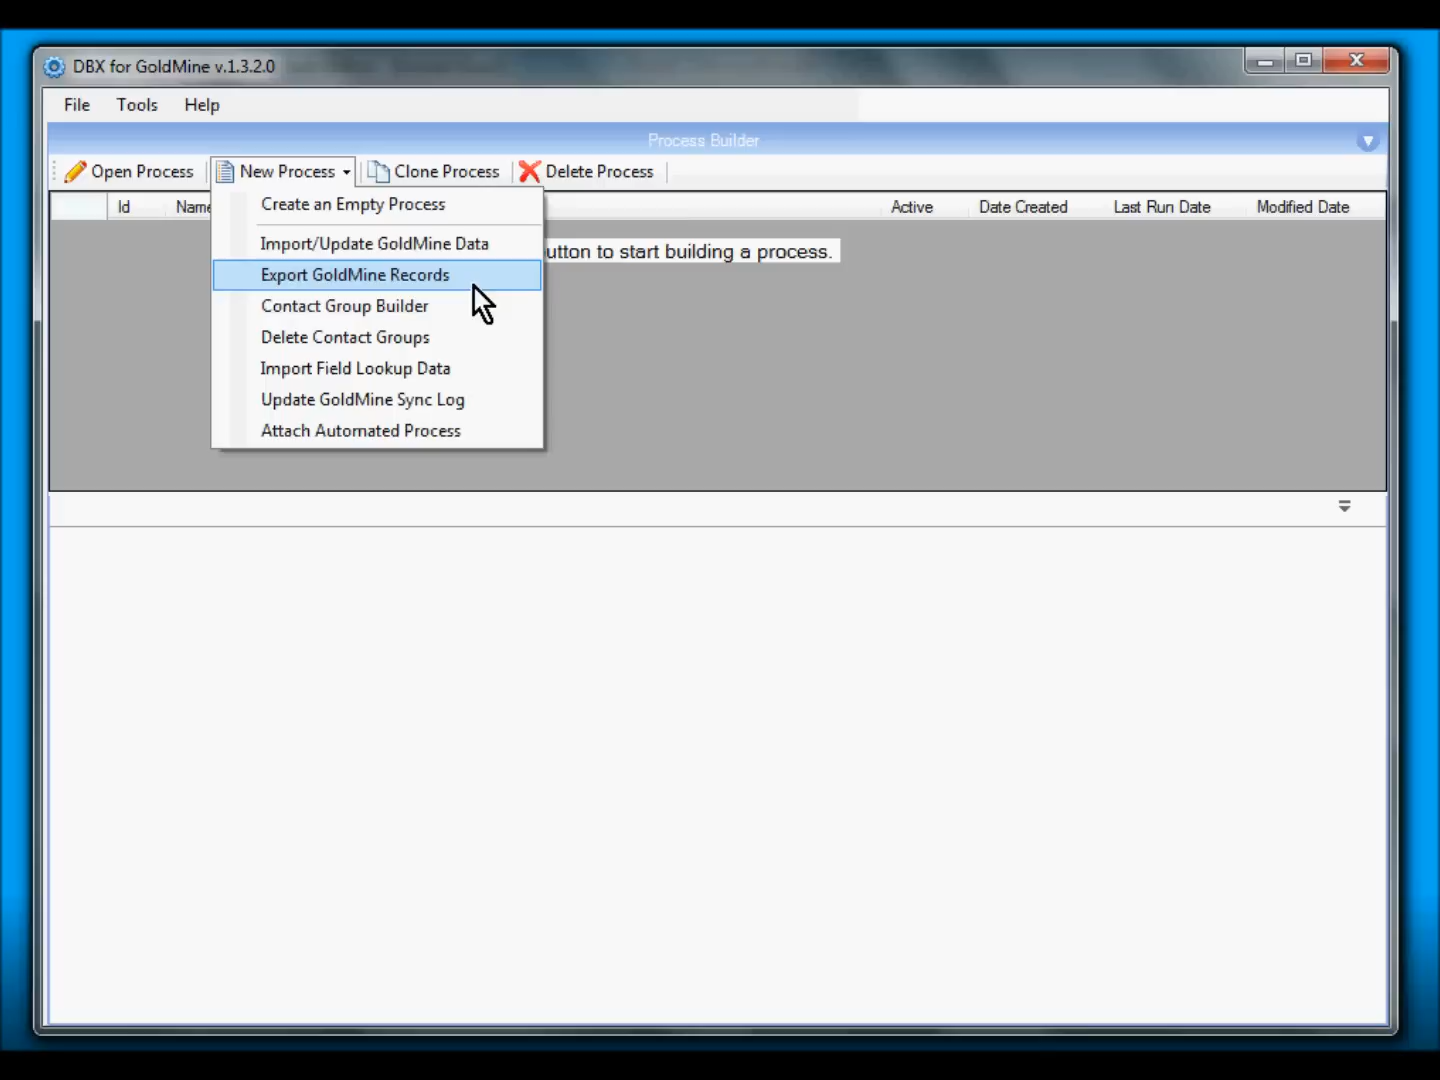 DBX for GoldMine v.1.3.2.0
File Tools Help
Process Builder
Open Process New Process Clone Process Delete Process
Id Name Active Date Created Last Run Date Modified Date
Create an Empty Process
Import/Update GoldMine Data
utton to start building a process.
Export GoldMine Records
Contact Group Builder
Delete Contact Groups
Import Field Lookup Data
Update GoldMine Sync Log
Attach Automated Process